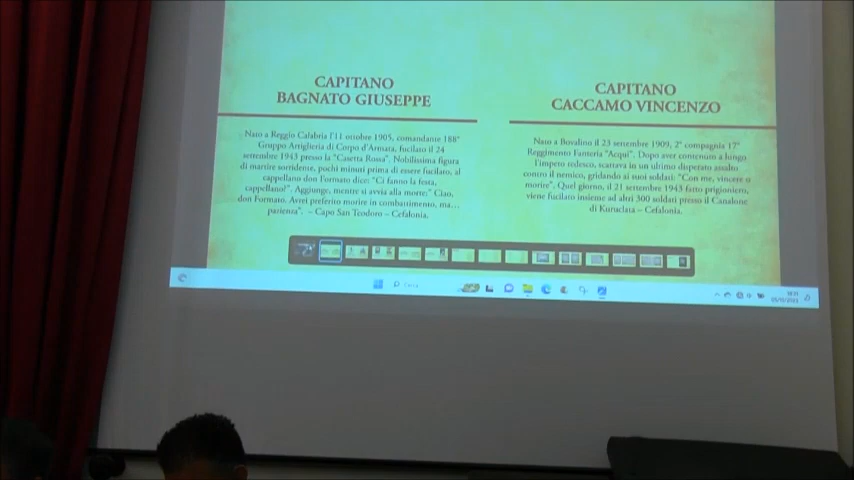 CAPITANO
BAGNATO GIUSEPPE
Nato a Reggio Calabria l'11 ottobre 1905, comandante 188°
Gruppo Artiglieria di Corpo d'Armata, fucilato il 24
settembre 1943 presso la "Casetta Rossa". Nobilissima figura
di martire sorridente, pochi minuti prima di essere fucilato, al
cappellano don Formato dice: "Ci fanno la festa,
cappellano?". Aggiunge, mentre si avvia alla morte:" Ciao,
don Formato. Avrei preferito morire in combattimento, ma…
pazienza". – Capo San Teodoro – Cefalonia.
CAPITANO
CACCAMO VINCENZO
Nato a Bovalino il 23 settembre 1909, 2° compagnia 17°
Reggimento Fanteria "Acqui". Dopo aver contenuto a lungo
l'impeto tedesco, scattava in un ultimo disperato assalto
contro il nemico, gridando ai suoi soldati: "Con me, vincere o
morire". Quel giorno, il 21 settembre 1943 fatto prigioniero,
viene fucilato insieme ad altri 300 soldati presso il Canalone
di Kuruclata – Cefalonia.
Cerca